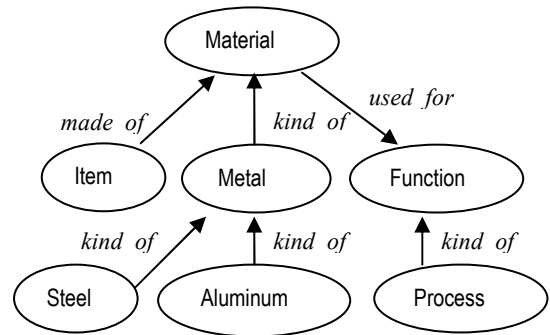 Material
made of
kind of
used for
Item
Metal
Function
kind of
kind of
kind of
Steel
Aluminum
Process